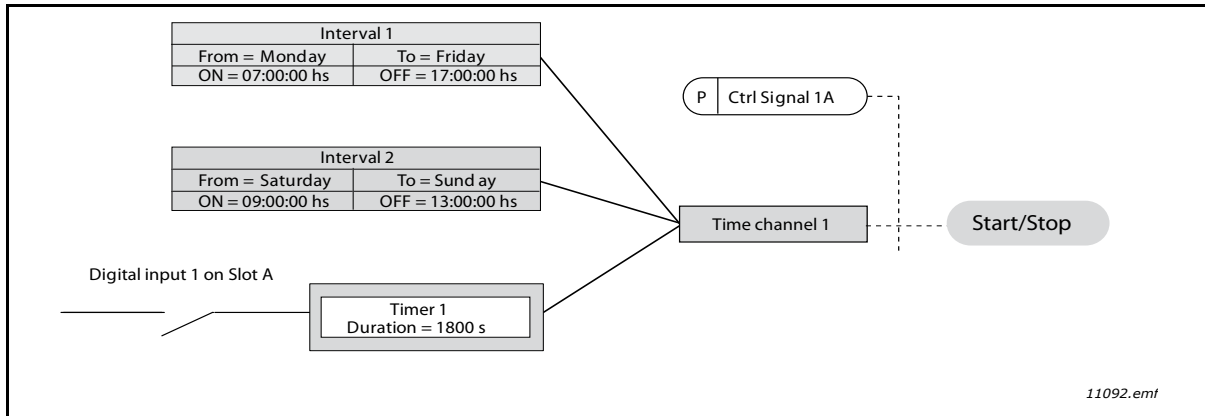 Interval 1
From = Monday To = Friday
ON = 07:00:00 hs OFF = 17:00:00 hs
P Ctrl Signal 1A
Interval 2
From = Saturday To = Sunday
ON = 09:00:00 hs OFF = 13:00:00 hs
Time channel 1
Start/Stop
Digital input 1 on Slot A
Timer 1
Duration = 1800 s
11092.emf